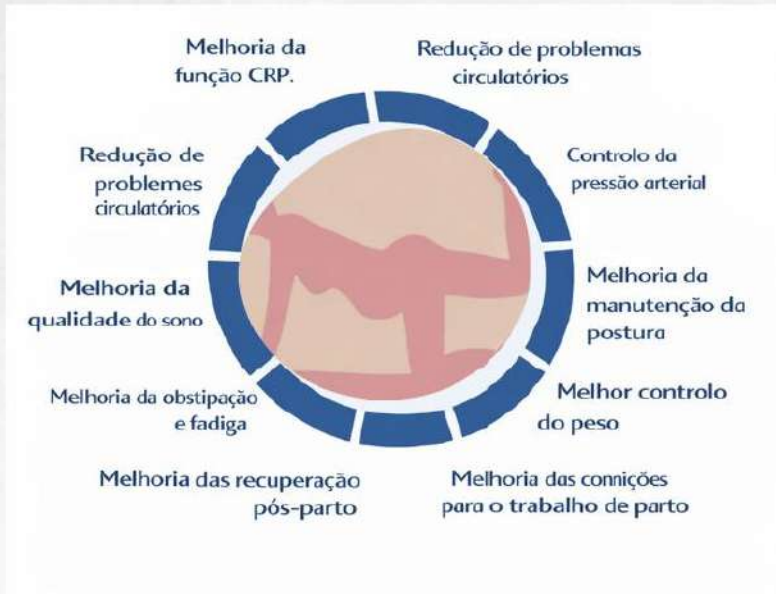 Melhoria da
função CRP.
Redução de problemas
circulatórios
Redução de
problemes
circulatórios
Controlo da
pressão arterial
Melhoria da
qualidade do sono
Melhoria da
manutenção da
postura
Melhoria da obstipação
e fadiga
Melhor controlo
do peso
Melhoria das recuperação
pós-parto
Melhoria das connições
para o trabalho de parto